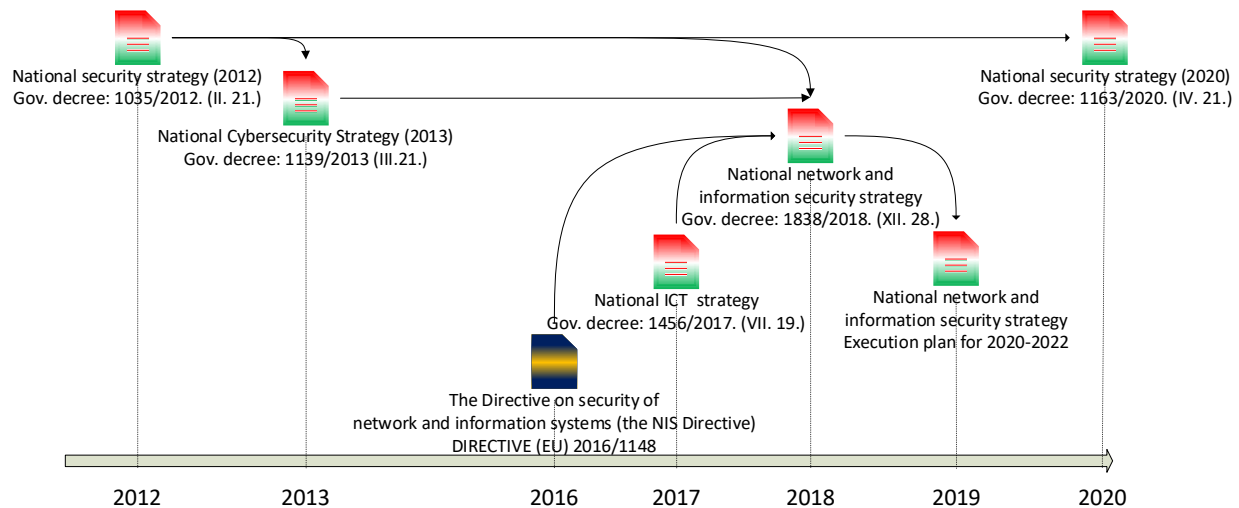 National security strategy (2012)
Gov. decree: 1035/2012. (II. 21.)
National Cybersecurity Strategy (2013)
Gov. decree: 1139/2013 (III.21.)
National security strategy (2020)
Gov. decree: 1163/2020. (IV. 21.)
National network and
information security strategy
Gov. decree: 1838/2018. (XII. 28.)
National ICT strategy
Gov. decree: 1456/2017. (VII. 19.)
National network and
information security strategy
Execution plan for 2020-2022
The Directive on security of
network and information systems (the NIS Directive)
DIRECTIVE (EU) 2016/1148
2012 2013 2016 2017 2018 2019 2020